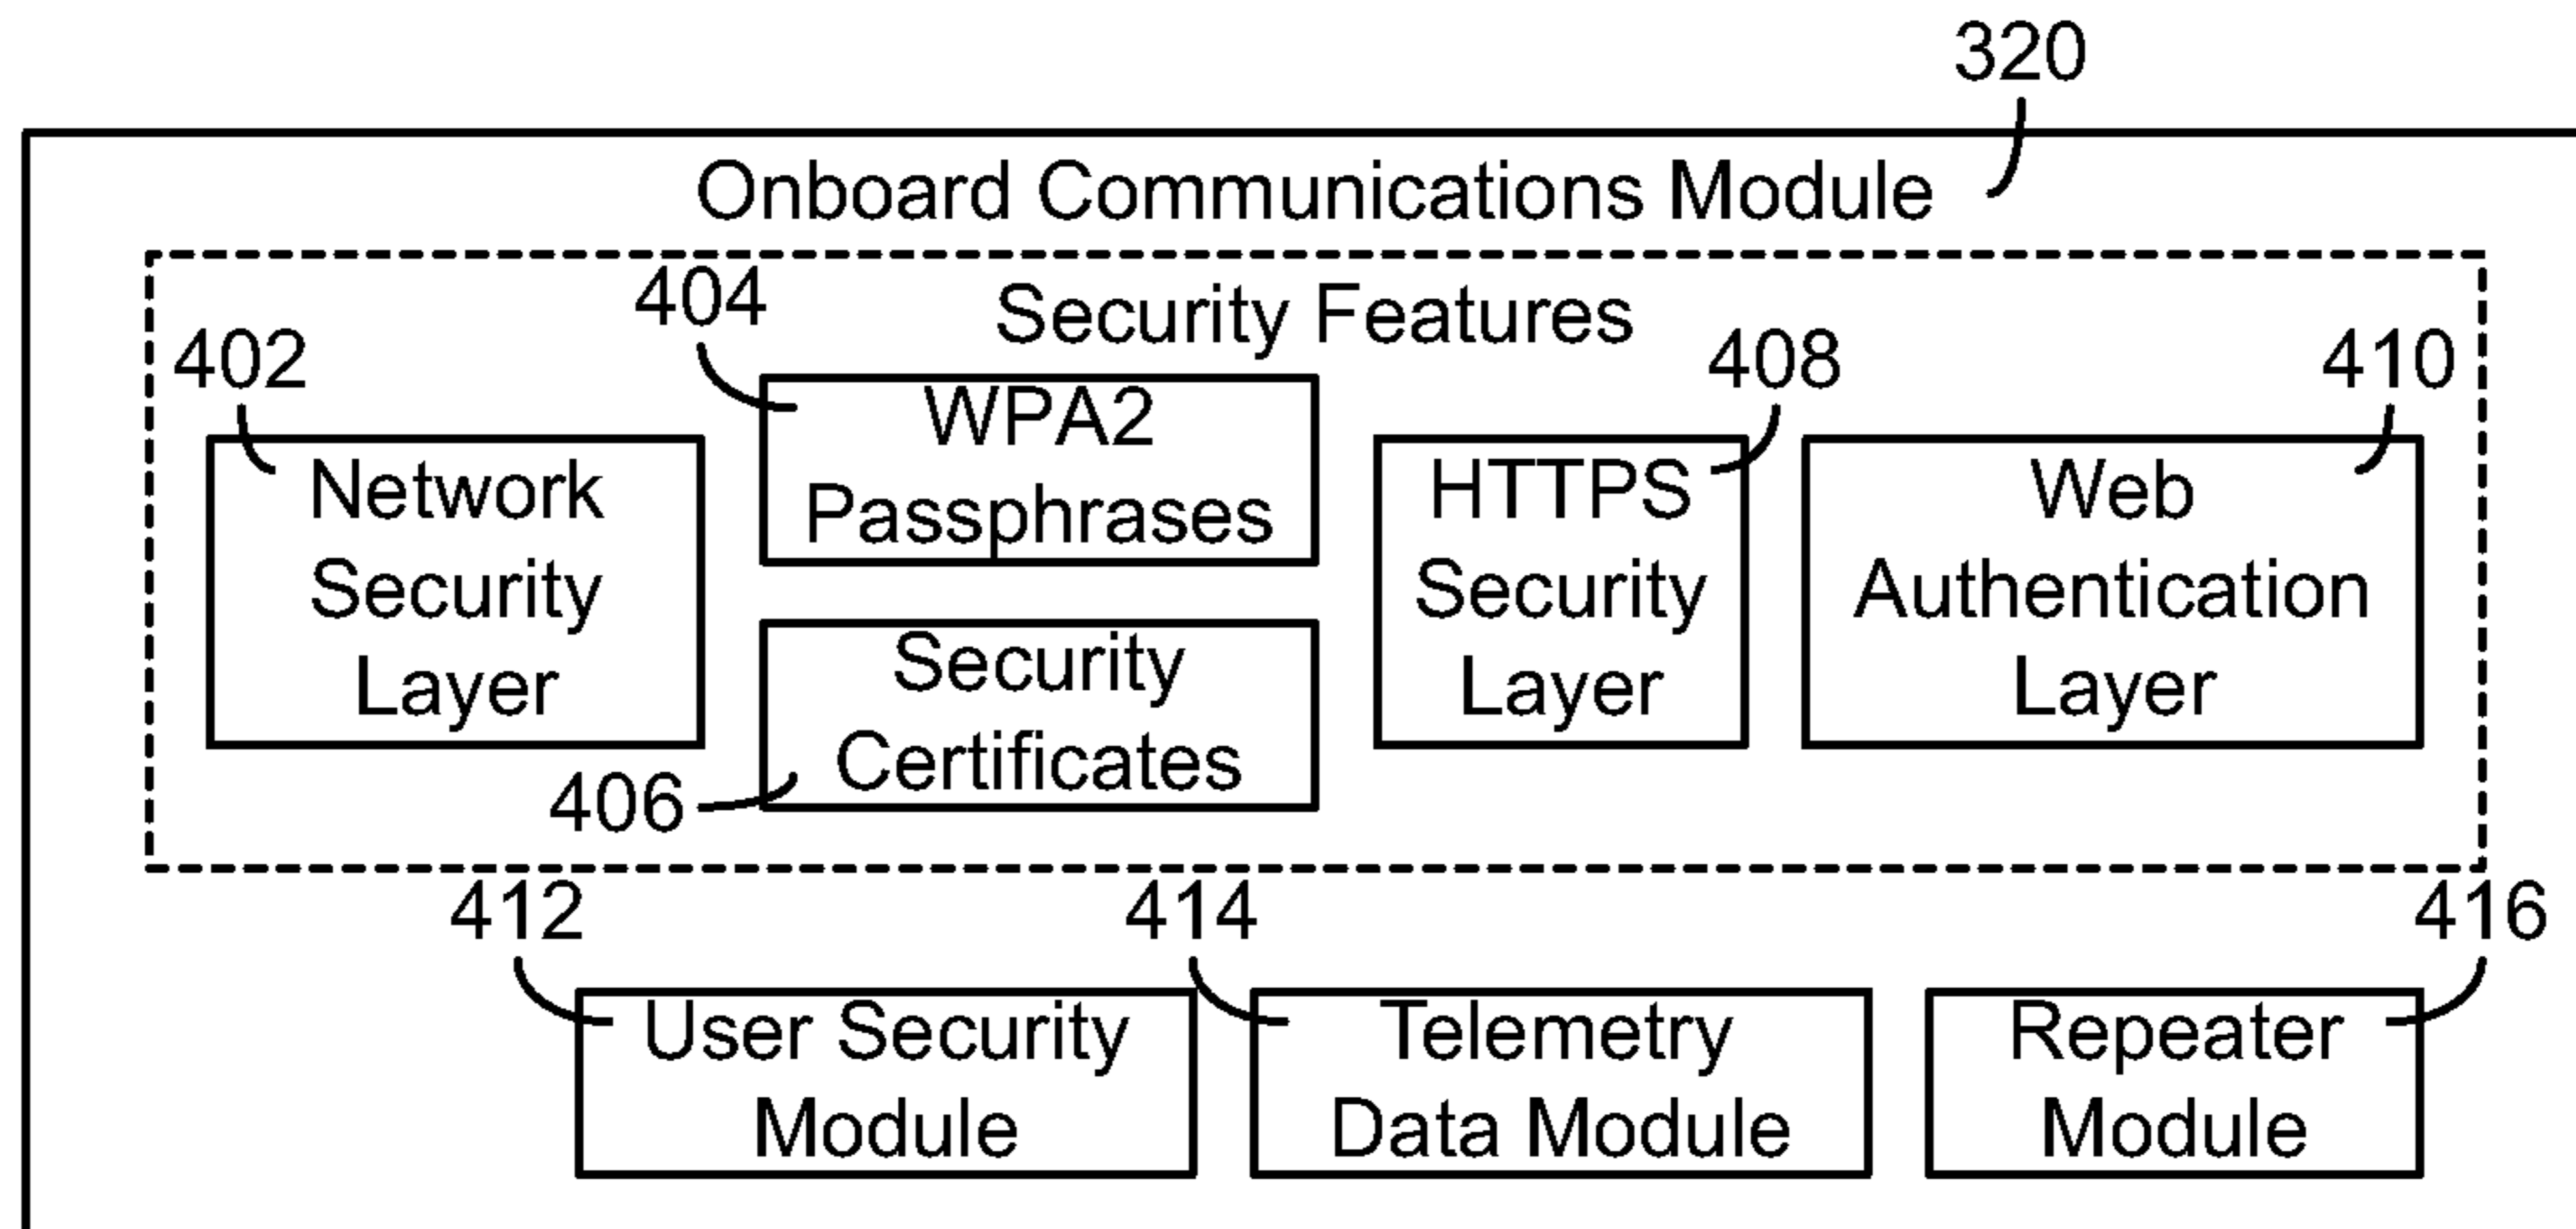 320
Onboard Communications Module
Security Features
402
Network
Security
Layer
404
WPA2
Passphrases
406
Security
Certificates
408
HTTPS
Security
Layer
410
Web
Authentication
Layer
412
User Security
Module
414
Telemetry
Data Module
416
Repeater
Module